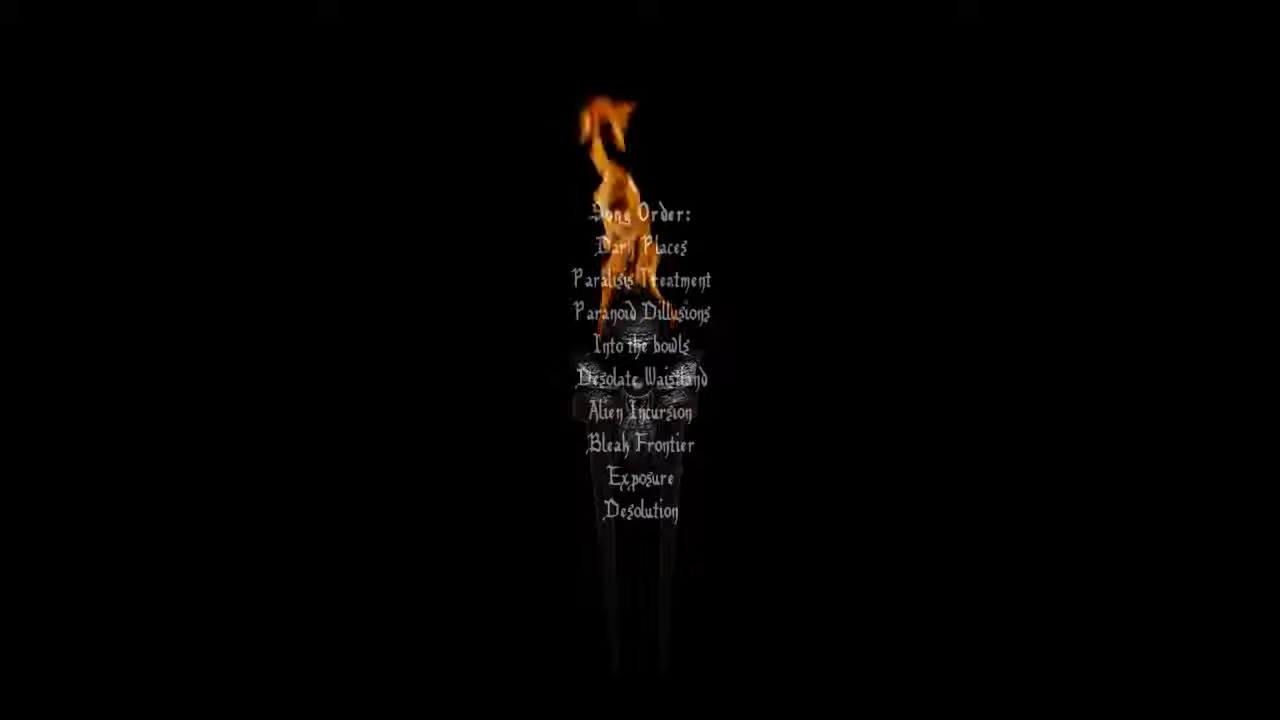 Song Order:
Dark Places
Paralisis Treatment
Paranoid Dillusions
Into the bowls
Desolate Waistland
Alien Incursion
Bleak Frontier
Exposure
Desolution